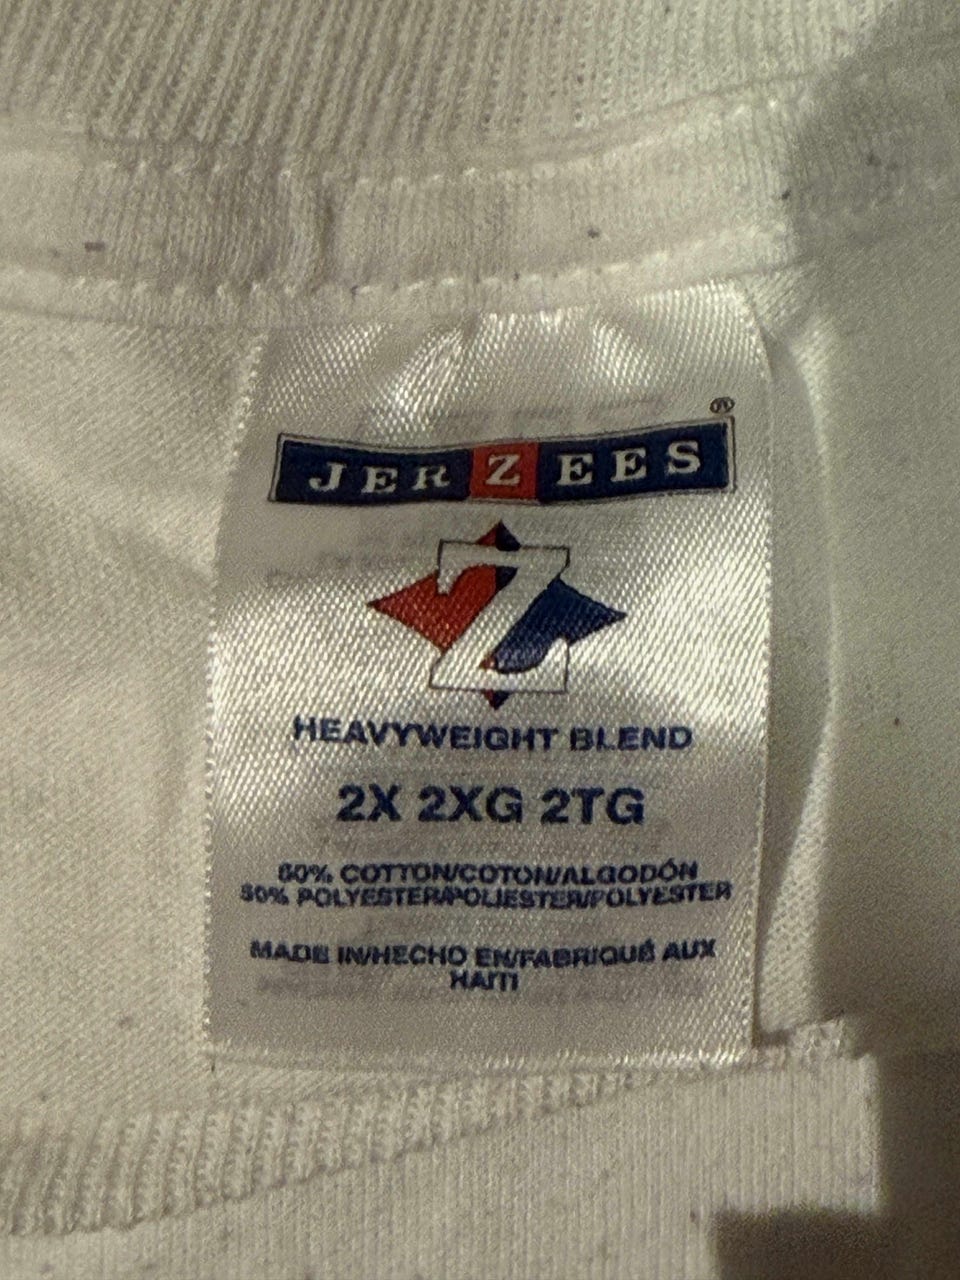 JERZEES®
Z
HEAVYWEIGHT BLEND
2X 2XG 2TG
50% COTTON/COTON/ALGODÓN
50% POLYESTER/POLIESTER/POLYESTER
MADE IN/HECHO EN/FABRIQUÉ AUX
HAITI